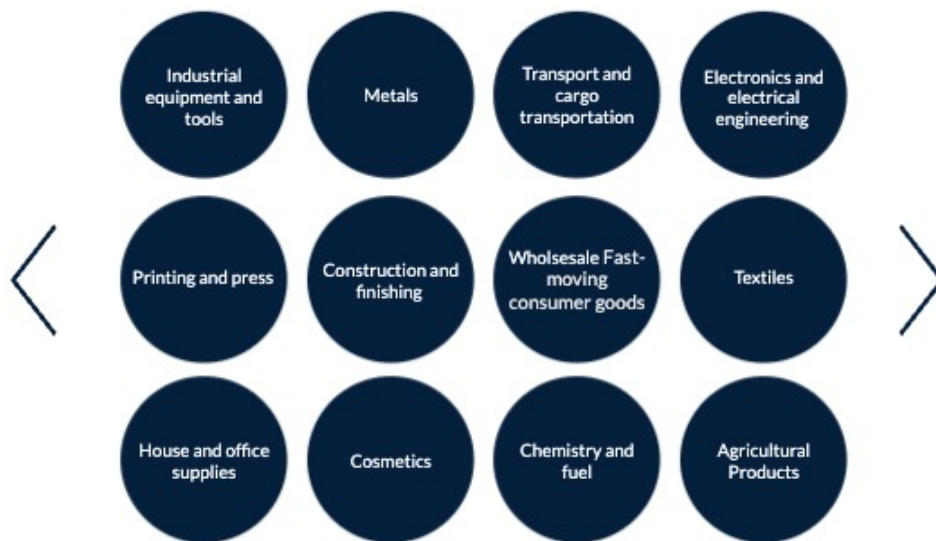 Industrial
equipment and
tools
Metals
Transport and
cargo
transportation
Electronics and
electrical
engineering
Printing and press
Construction and
finishing
Wholsesale Fast-
moving
consumer goods
Textiles
House and office
supplies
Cosmetics
Chemistry and
fuel
Agricultural
Products